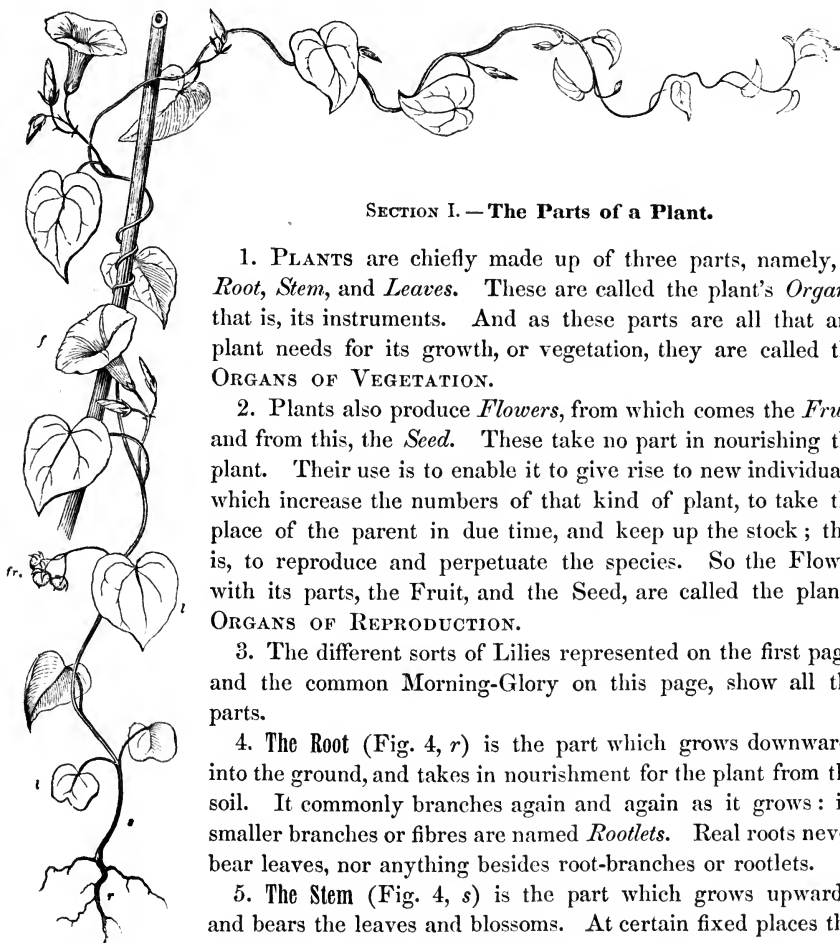 SECTION I. — The Parts of a Plant.
1. PLANTS are chiefly made up of three parts, namely,
Root, Stem, and Leaves. These are called the plant's Organ
that is, its instruments. And as these parts are all that a
plant needs for its growth, or vegetation, they are called t
ORGANS OF VEGETATION.
2. Plants also produce Flowers, from which comes the Fru
f
and from this, the Seed. These take no part in nourishing t
plant. Their use is to enable it to give rise to new individua
which increase the numbers of that kind of plant, to take t
place of the parent in due time, and keep up the stock; th
is, to reproduce and perpetuate the species. So the Flow
fr.
with its parts, the Fruit, and the Seed, are called the plan
l
ORGANS OF REPRODUCTION.
3. The different sorts of Lilies represented on the first pag
and the common Morning-Glory on this page, show all t
parts.
4. The Root (Fig. 4, r) is the part which grows downwar
into the ground, and takes in nourishment for the plant from t
l
soil. It commonly branches again and again as it grows: i
s
smaller branches or fibres are named Rootlets. Real roots nev
bear leaves, nor anything besides root-branches or rootlets.
r
5. The Stem (Fig. 4, s) is the part which grows upward
and bears the leaves and blossoms. At certain fixed places th